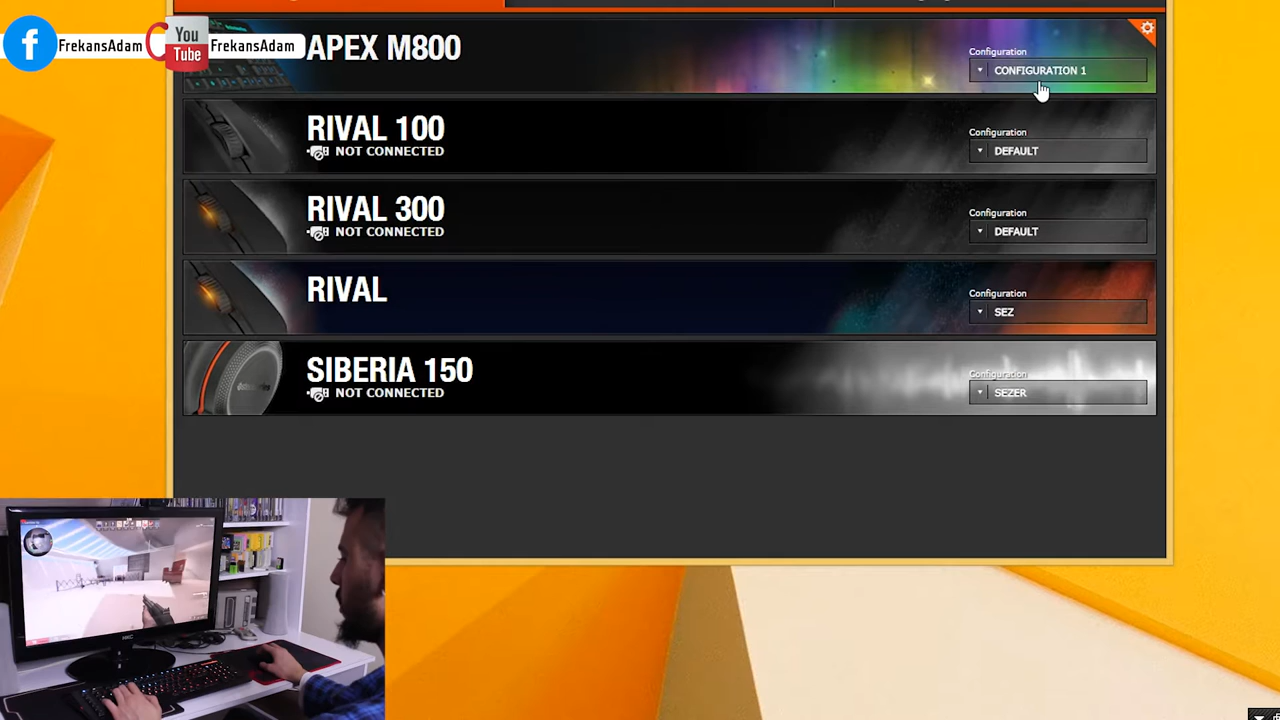 FrekansAdam
You
Tube
FrekansAdam
APEX M800
Configuration
CONFIGURATION 1
RIVAL 100
NOT CONNECTED
Configuration
DEFAULT
RIVAL 300
NOT CONNECTED
Configuration
DEFAULT
RIVAL
Configuration
SEZ
SIBERIA 150
NOT CONNECTED
Configuration
SEZER
HKC